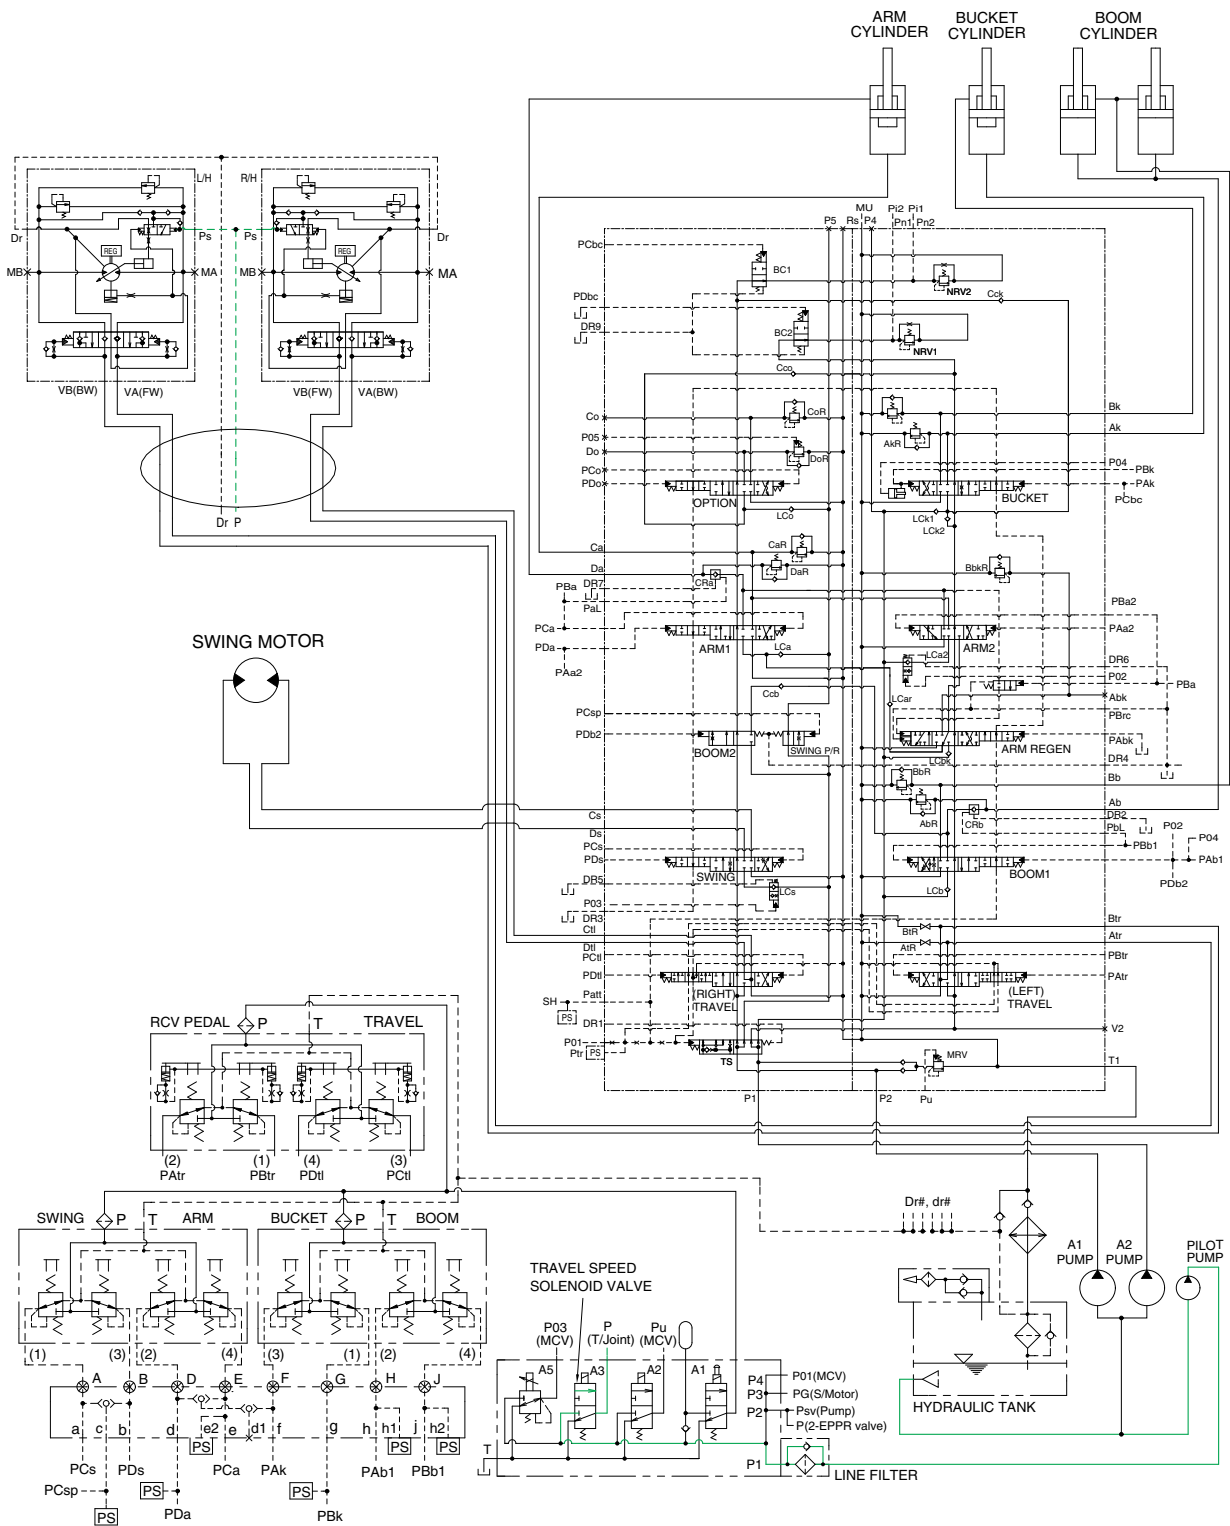 ARM
CYLINDER
BUCKET
CYLINDER
BOOM
CYLINDER
L/H
R/H
Dr
Ps
Ps
Dr
REG
REG
MB
MA
MB
MA
VB(BW)
VA(FW)
VB(FW)
VA(BW)
Dr P
MU
Pi2 Pi1
P5
Rs
P4
Pn1
Pn2
PCbc
BC1
NRV2
Cck
PDbc
DR9
BC2
NRV1
Cco
Co
CoR
Bk
P05
AkR
Ak
Do
DoR
PCo
P04
PBk
PDo
PAk
OPTION
BUCKET
PCbc
LCo
LCk1
LCk2
Ca
CaR
Da
DaR
BbkR
DR7
CRa
PBa
PaL
PBa2
PCa
PAa2
ARM1
ARM2
PDa
LCa
LCa2
DR6
PAa2
P02
Ccb
PBa
LCar
Abk
PCsp
PBrc
PDb2
PAbk
BOOM2
SWING P/R
ARM REGEN
LCbk
DR4
BbR
Bb
Ab
AbR
CRb
DR2
PbL
P02
P04
SWING MOTOR
Cs
Ds
PCs
PBb1
PDs
PAb1
SWING
BOOM1
PDb2
DR5
LCs
LCb
P03
DR3
Btr
Ctl
BtR
Atr
Dtl
AtR
PCtl
PBtr
PDtl
PAtr
(RIGHT)
TRAVEL
(LEFT)
TRAVEL
Patt
SH
PS
DR1
V2
P01
Ptr
PS
TS
MRV
T1
P1
P2
Pu
RCV PEDAL
P
T
TRAVEL
(2)
PAtr
(1)
PBtr
(4)
PDtl
(3)
PCtl
SWING
P
T
ARM
BUCKET
P
T
BOOM
(1)
(3)
(2)
(4)
(3)
(1)
(2)
(4)
A
B
D
E
F
G
H
J
a
c
b
d
e2
e
d1
f
g
h
h1
j
h2
PS
PS
PS
PCs
PDs
PCa
PAk
PAb1
PBb1
PCsp
PS
PS
PDa
PS
PBk
TRAVEL SPEED
SOLENOID VALVE
P03
(MCV)
P
(T/Joint)
Pu
(MCV)
A5
A3
A2
A1
P4
P01(MCV)
P3
PG(S/Motor)
P2
Psv(Pump)
P(2-EPPR valve)
T
P1
LINE FILTER
Dr#, dr#
A1
PUMP
A2
PUMP
PILOT
PUMP
HYDRAULIC TANK